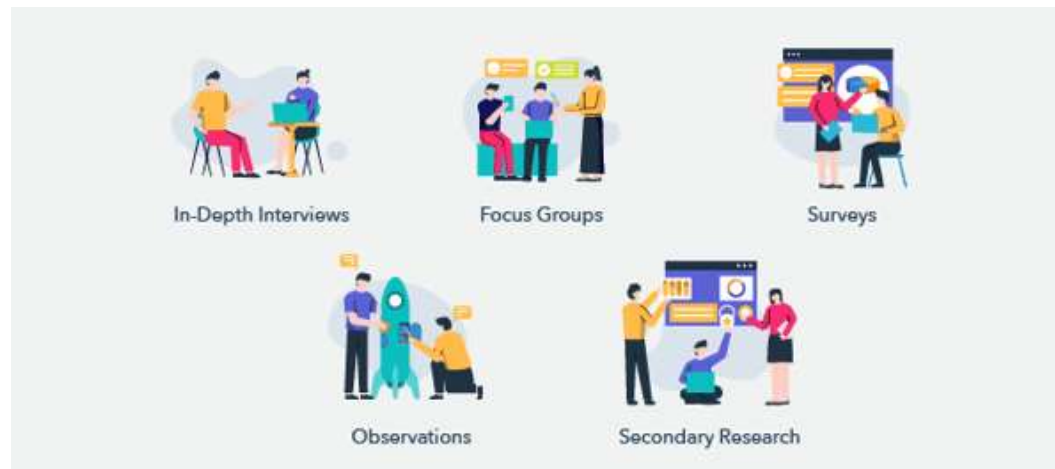 In-Depth Interviews
Focus Groups
Surveys
Observations
Secondary Research